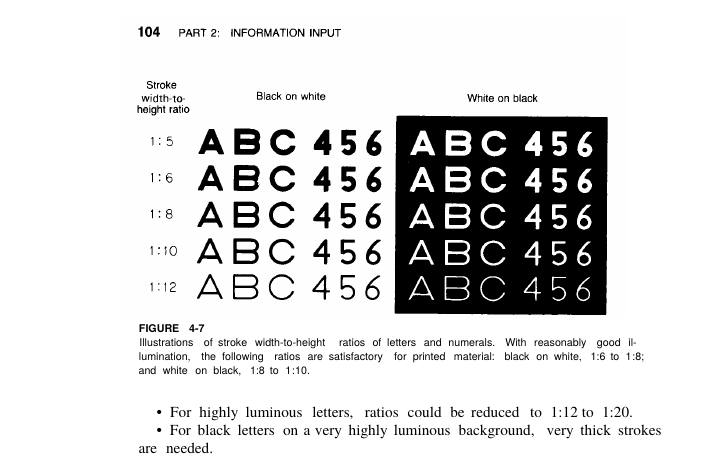 104 PART 2: INFORMATION INPUT
Stroke
width-to-
height ratio
Black on white
White on black
1:5 ABC 456 ABC 456
1:6 ABC 456 ABC 456
1:8 ABC 456 ABC 456
1:10 ABC 456 ABC 456
1:12 ABC 456 ABC 456
FIGURE 4-7
Illustrations of stroke width-to-height ratios of letters and numerals. With reasonably good il-
lumination, the following ratios are satisfactory for printed material: black on white, 1:6 to 1:8;
and white on black, 1:8 to 1:10.
• For highly luminous letters, ratios could be reduced to 1:12 to 1:20.
• For black letters on a very highly luminous background, very thick strokes
are needed.